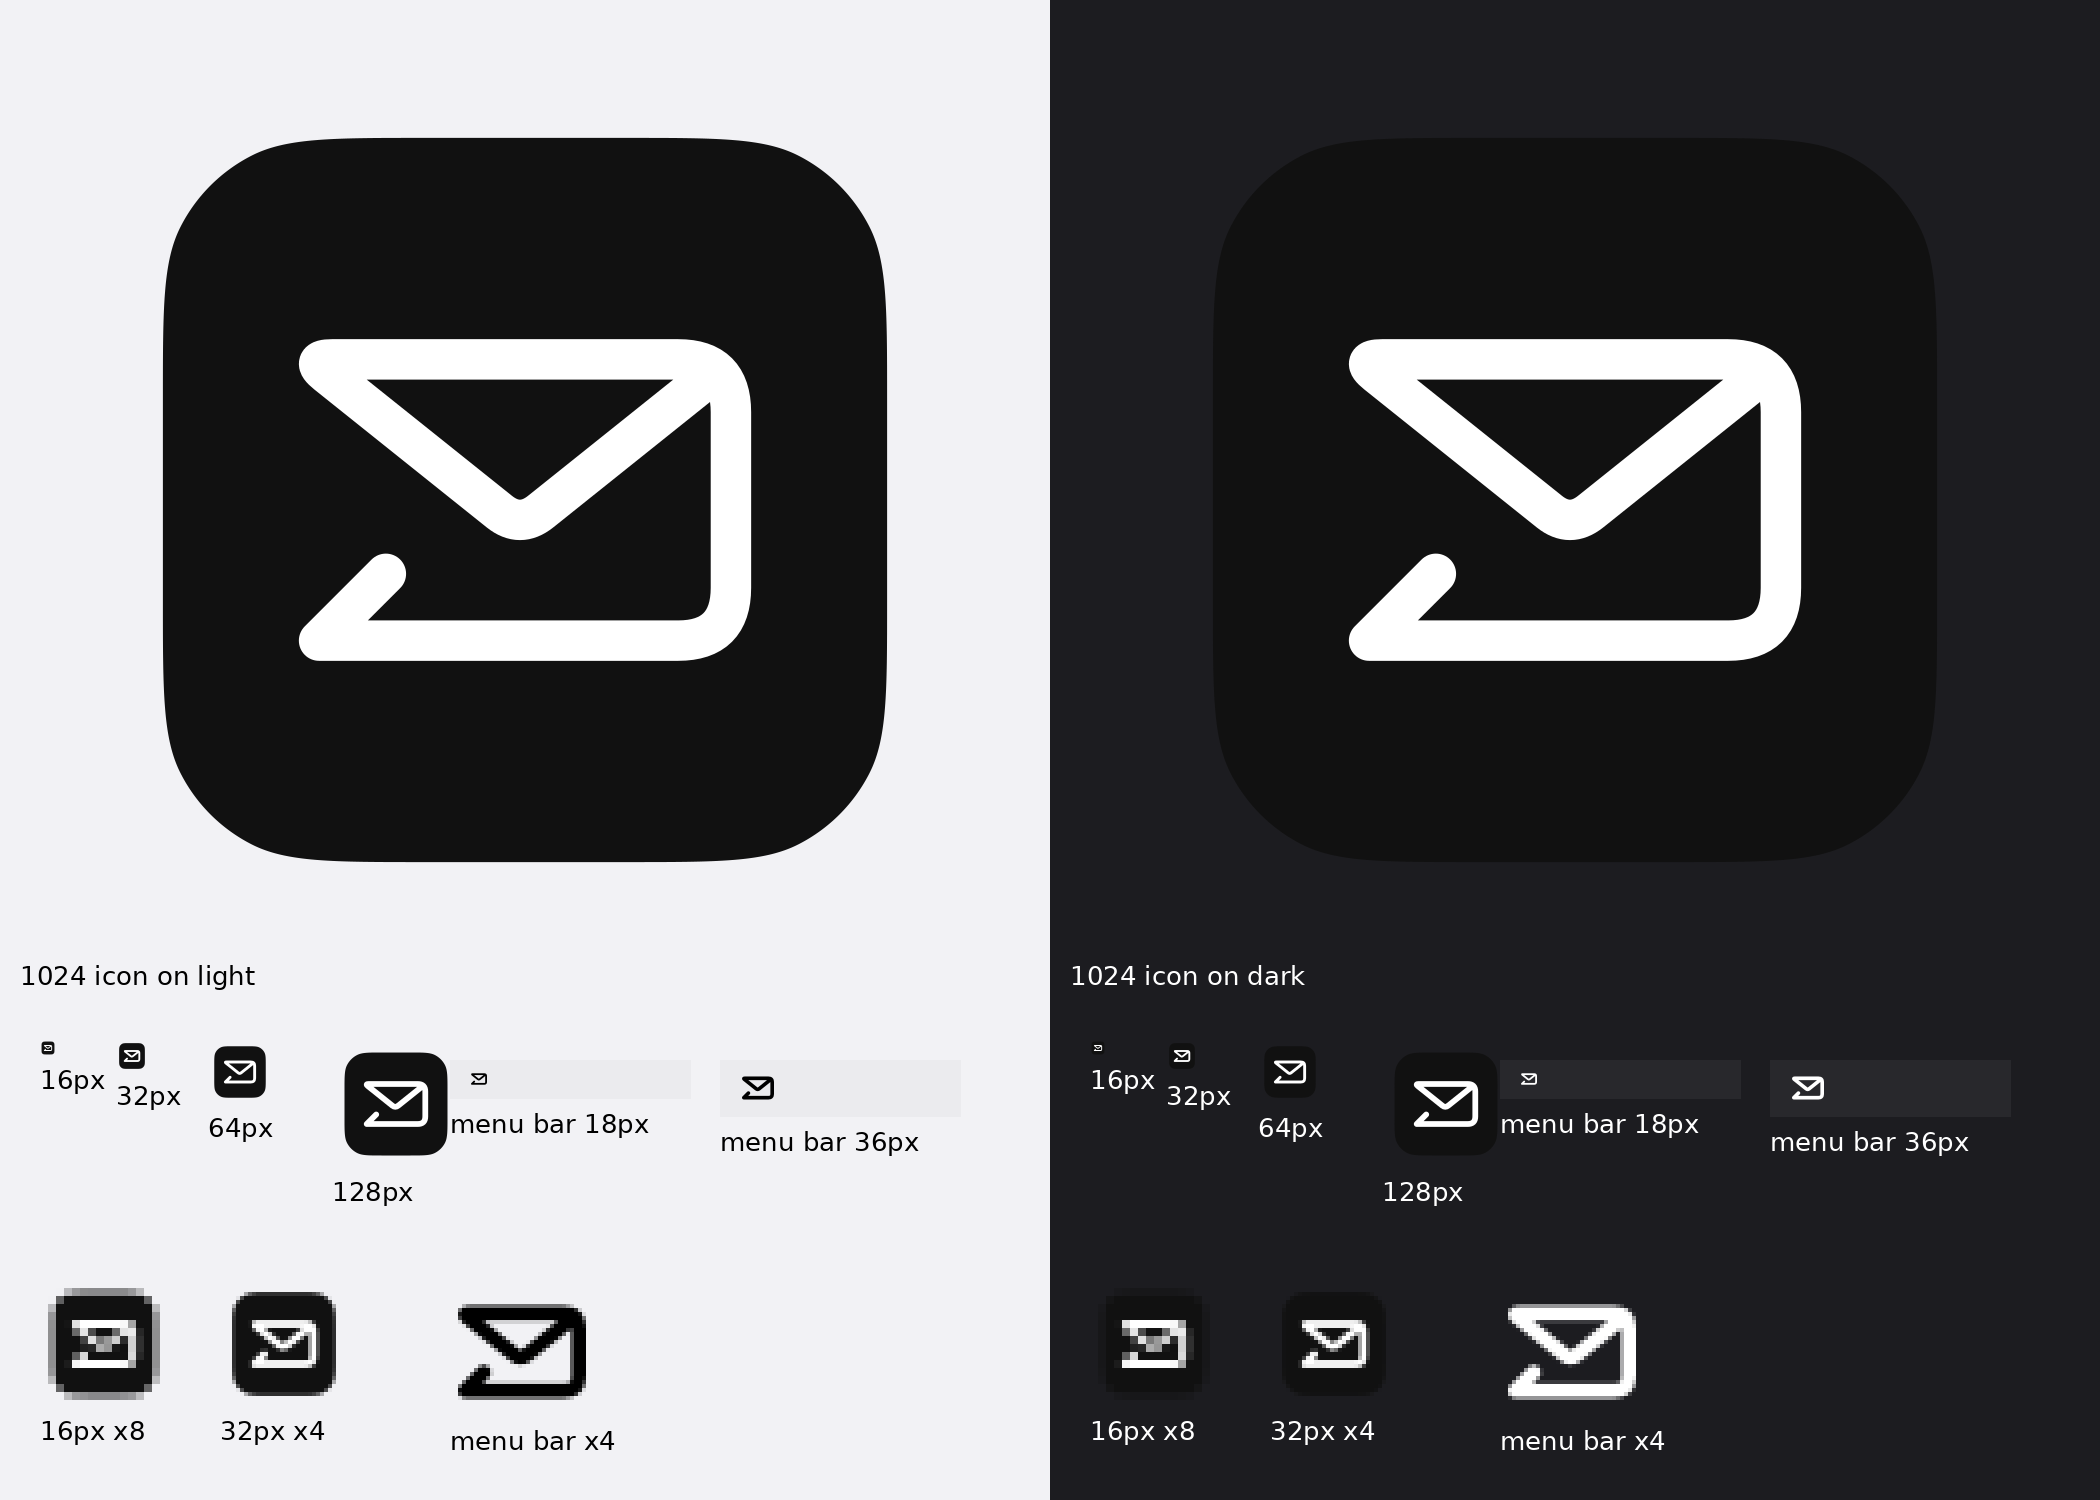 1024 icon on light
16px
32px
64px
128px
menu bar 18px
menu bar 36px
16px x8
32px x4
menu bar x4
1024 icon on dark
16px
32px
64px
128px
menu bar 18px
menu bar 36px
16px x8
32px x4
menu bar x4